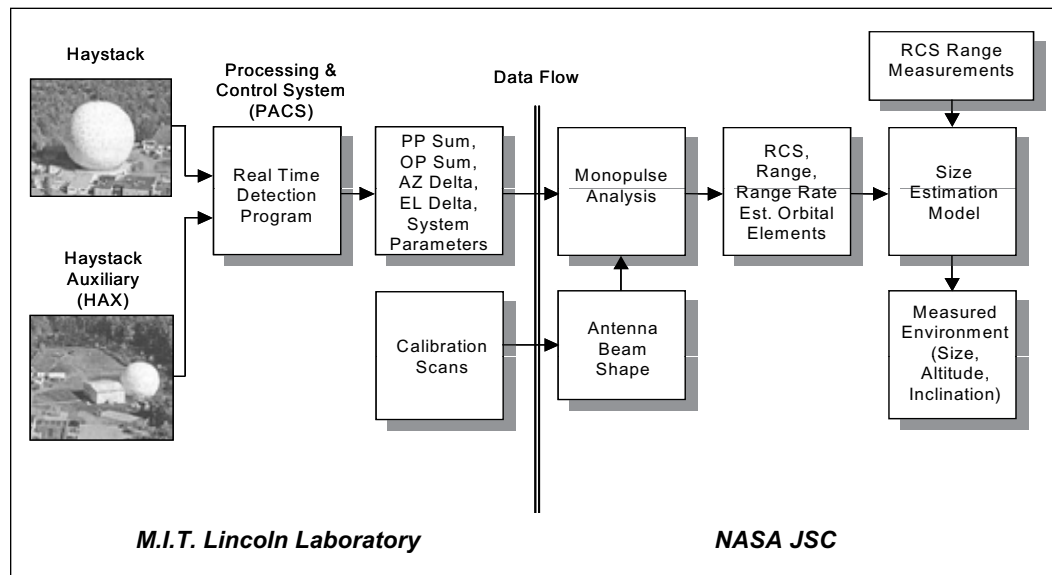 Haystack
Processing &
Control System
(PACS)
Data Flow
RCS Range
Measurements
Real Time
Detection
Program
PP Sum,
OP Sum,
AZ Delta,
EL Delta,
System
Parameters
Monopulse
Analysis
RCS,
Range,
Range Rate
Est. Orbital
Elements
Size
Estimation
Model
Haystack
Auxiliary
(HAX)
Calibration
Scans
Antenna
Beam
Shape
Measured
Environment
(Size,
Altitude,
Inclination)
M.I.T. Lincoln Laboratory
NASA JSC